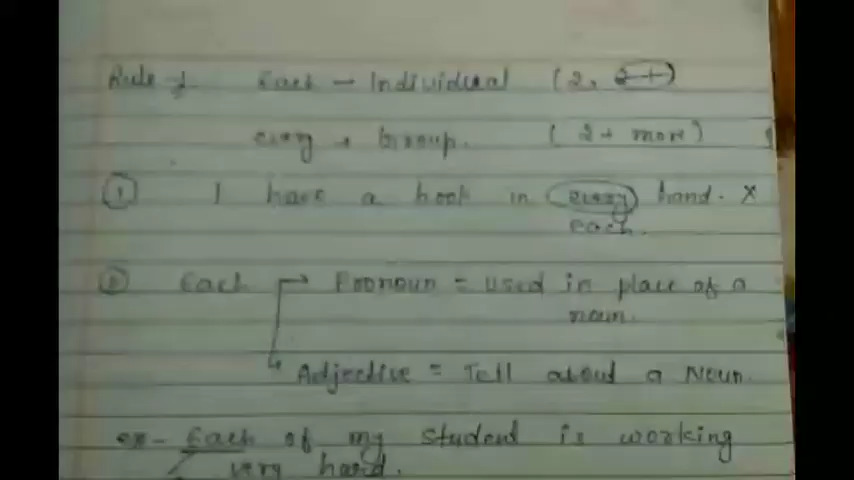 Rule - 1. Each → Individual (2, 2+)
every → Group. (2+ more)
① I have a book in every hand. ×
each.
② Each → Pronoun = used in place of a
noun.
Adjective = Tell about a Noun.
ex- Each of my student is working
very hard.